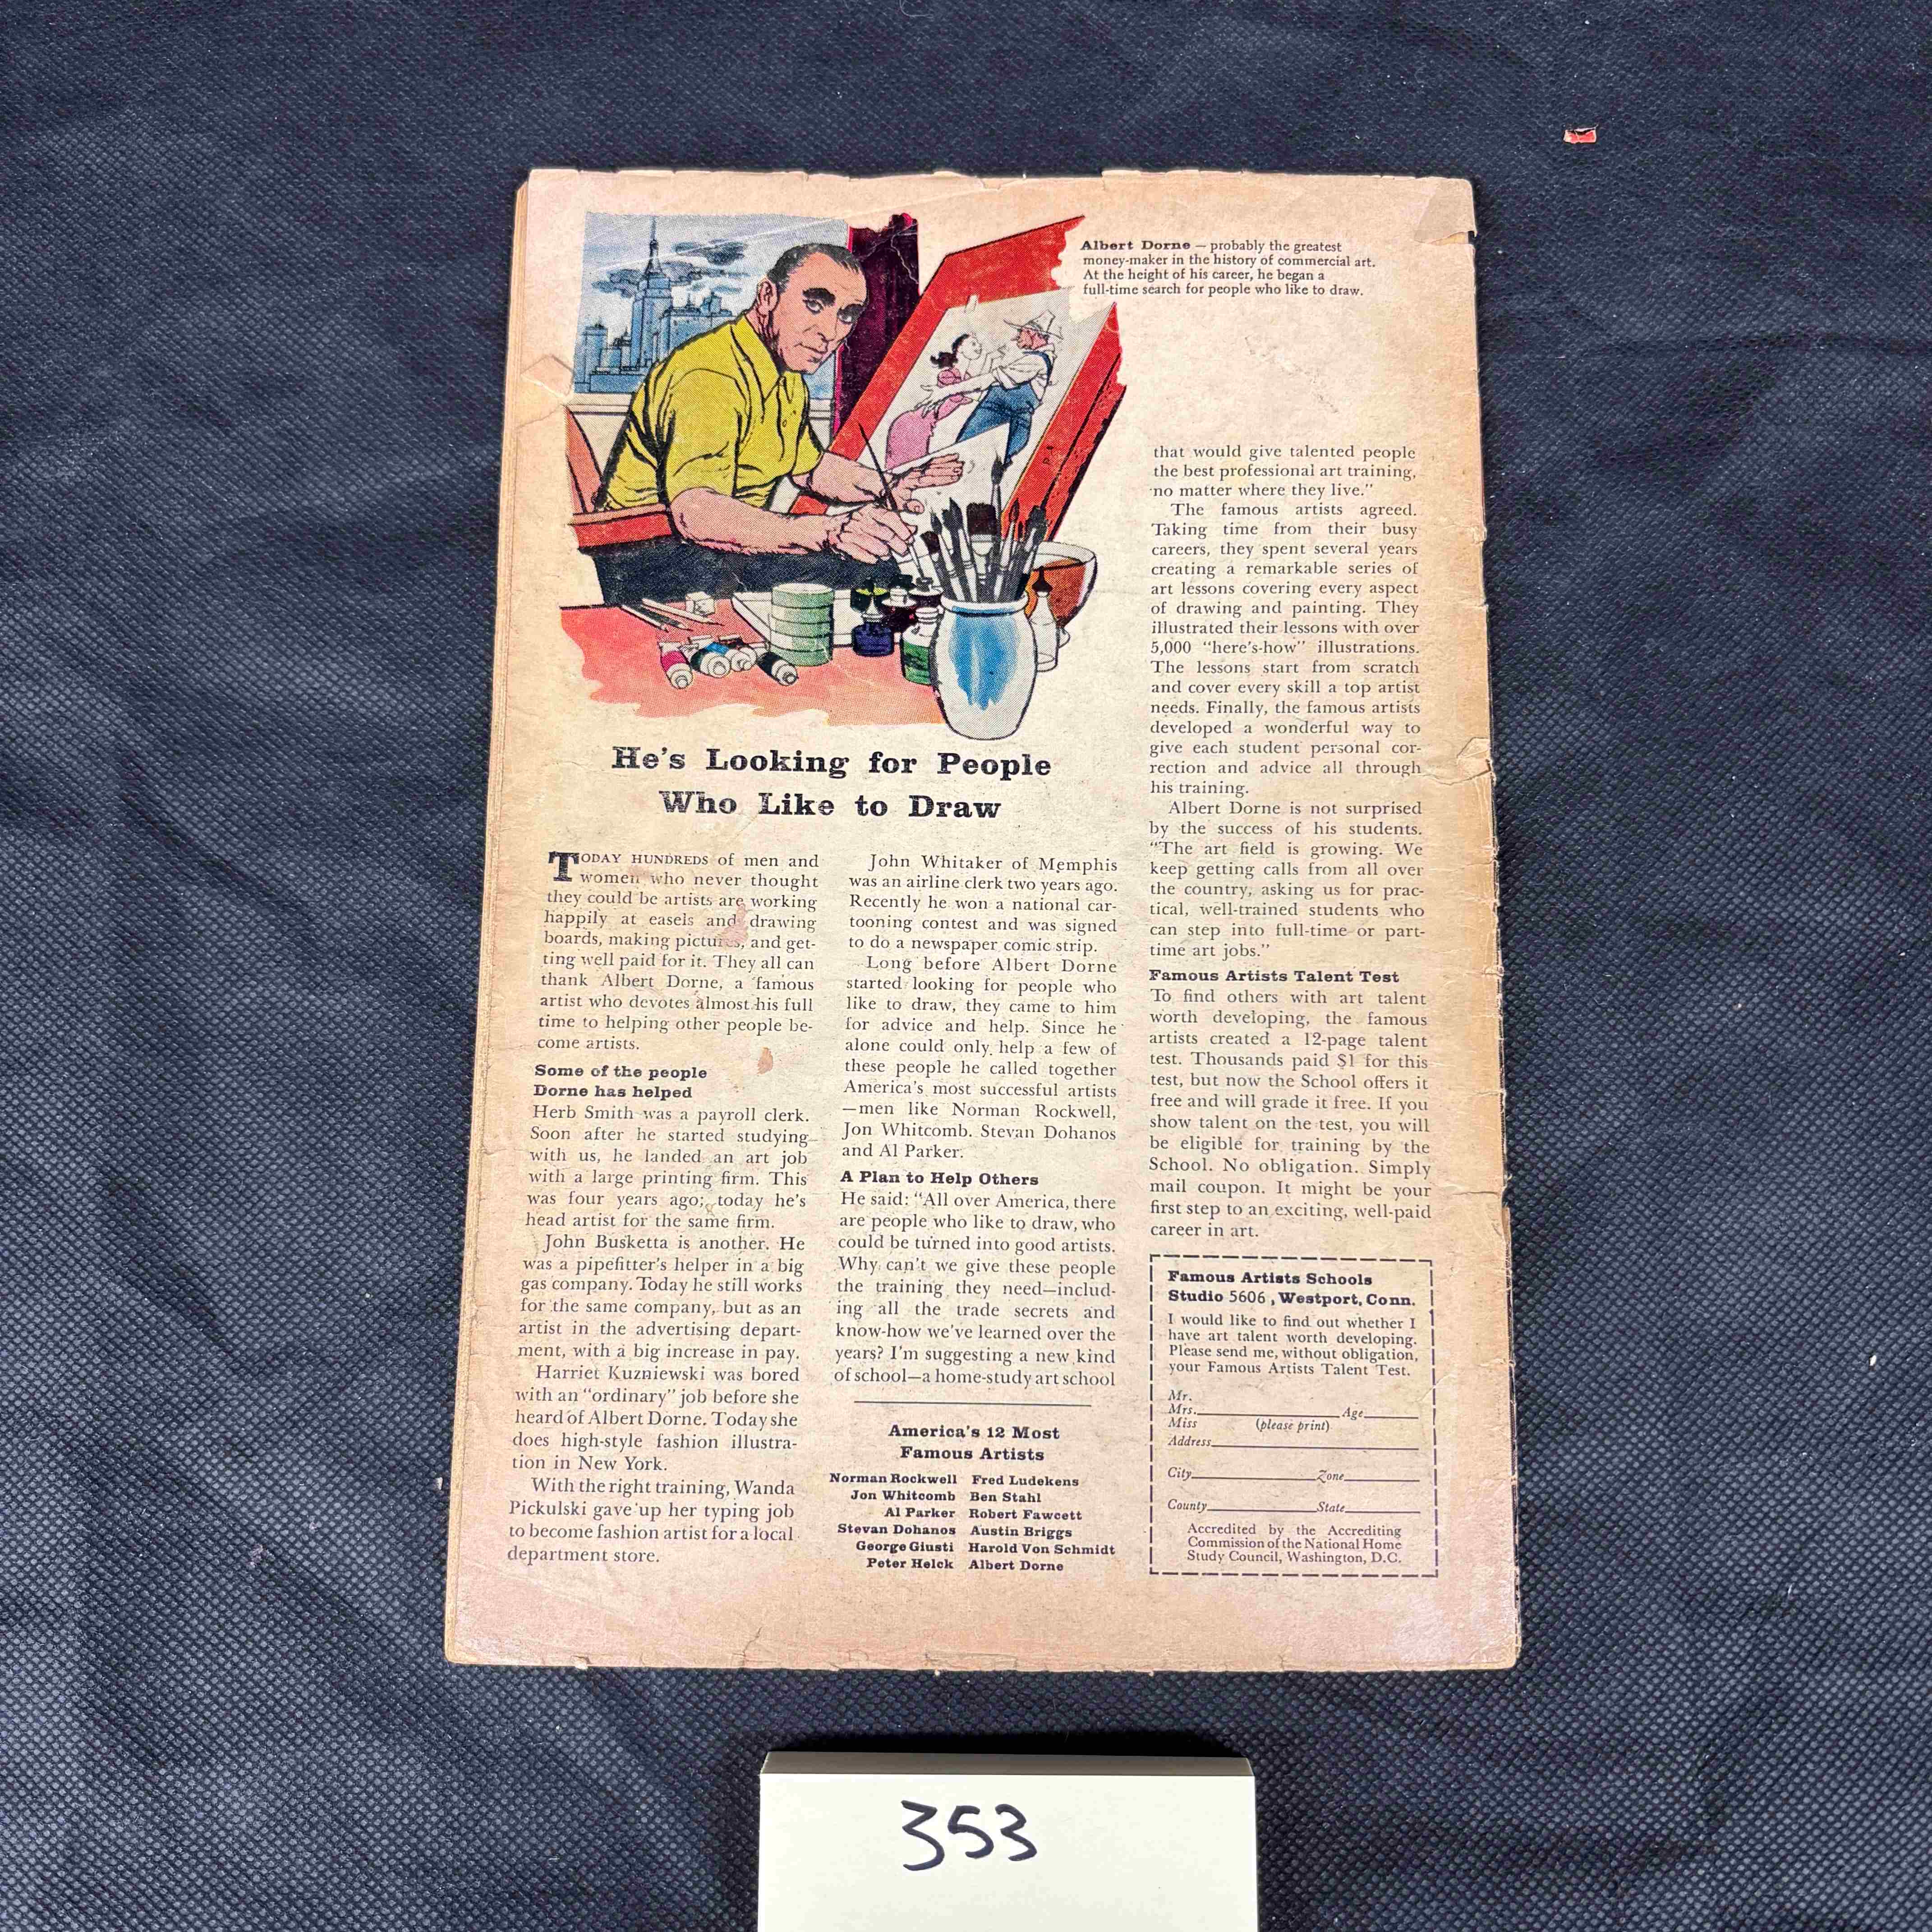 Albert Dorne — probably the greatest
money-maker in the history of commercial art.
At the height of his career, he began a
full-time search for people who like to draw.
He's Looking for People
Who Like to Draw
TODAY HUNDREDS of men and
women who never thought
they could be artists are working
happily at easels and drawing
boards, making pictures, and get-
ting well paid for it. They all can
thank Albert Dorne, a famous
artist who devotes almost his full
time to helping other people be-
come artists.
Some of the people
Dorne has helped
Herb Smith was a payroll clerk.
Soon after he started studying
with us, he landed an art job
with a large printing firm. This
was four years ago; today he's
head artist for the same firm.
John Busketta is another. He
was a pipefitter's helper in a big
gas company. Today he still works
for the same company, but as an
artist in the advertising depart-
ment, with a big increase in pay.
Harriet Kuzniewski was bored
with an "ordinary" job before she
heard of Albert Dorne. Today she
does high-style fashion illustra-
tion in New York.
With the right training, Wanda
Pickulski gave up her typing job
to become fashion artist for a local
department store.
John Whitaker of Memphis
was an airline clerk two years ago.
Recently he won a national car-
tooning contest and was signed
to do a newspaper comic strip.
Long before Albert Dorne
started looking for people who
like to draw, they came to him
for advice and help. Since he
alone could only help a few of
these people he called together
America's most successful artists
—men like Norman Rockwell,
Jon Whitcomb. Stevan Dohanos
and Al Parker.
A Plan to Help Others
He said: "All over America, there
are people who like to draw, who
could be turned into good artists.
Why can't we give these people
the training they need—includ-
ing all the trade secrets and
know-how we've learned over the
years? I'm suggesting a new kind
of school—a home-study art school
America's 12 Most
Famous Artists
Norman Rockwell Fred Ludekens
Jon Whitcomb Ben Stahl
Al Parker Robert Fawcett
Stevan Dohanos Austin Briggs
George Giusti Harold Von Schmidt
Peter Helck Albert Dorne
that would give talented people
the best professional art training,
no matter where they live."
The famous artists agreed.
Taking time from their busy
careers, they spent several years
creating a remarkable series of
art lessons covering every aspect
of drawing and painting. They
illustrated their lessons with over
5,000 "here's-how" illustrations.
The lessons start from scratch
and cover every skill a top artist
needs. Finally, the famous artists
developed a wonderful way to
give each student personal cor-
rection and advice all through
his training.
Albert Dorne is not surprised
by the success of his students.
"The art field is growing. We
keep getting calls from all over
the country, asking us for prac-
tical, well-trained students who
can step into full-time or part-
time art jobs."
Famous Artists Talent Test
To find others with art talent
worth developing, the famous
artists created a 12-page talent
test. Thousands paid $1 for this
test, but now the School offers it
free and will grade it free. If you
show talent on the test, you will
be eligible for training by the
School. No obligation. Simply
mail coupon. It might be your
first step to an exciting, well-paid
career in art.
Famous Artists Schools
Studio 5606, Westport, Conn.
I would like to find out whether I
have art talent worth developing.
Please send me, without obligation,
your Famous Artists Talent Test.
Mr.
Mrs. Age
Miss (please print)
Address
City Zone
County State
Accredited by the Accrediting
Commission of the National Home
Study Council, Washington, D.C.
353